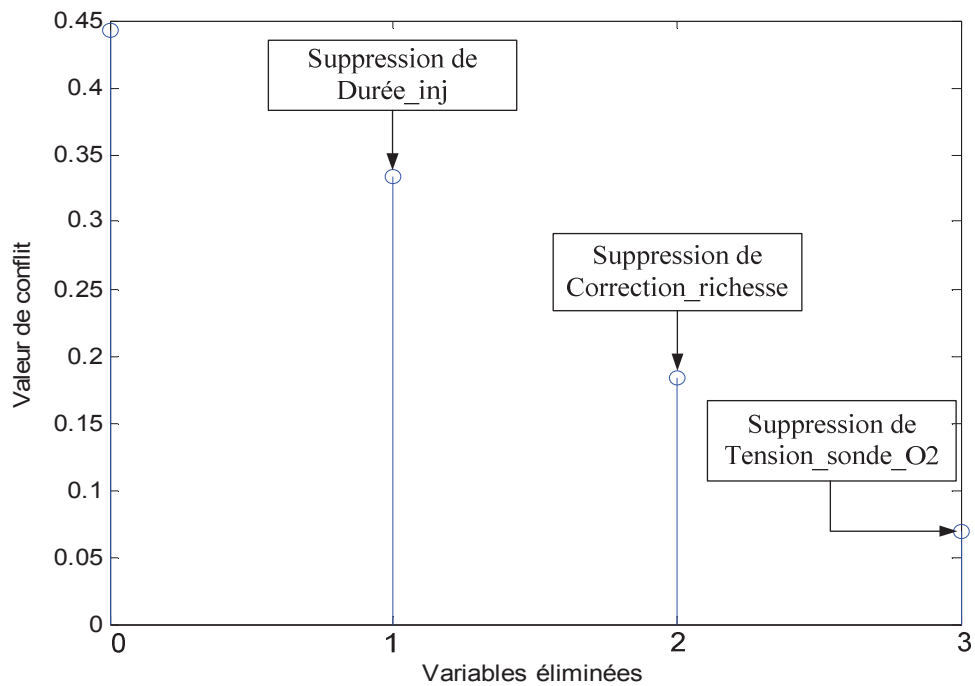 0.45
0.4
0.35
0.3
0.25
0.2
0.15
0.1
0.05
0
Valeur de conflit
Suppression de
Durée_inj
Suppression de
Correction_richesse
Suppression de
Tension_sonde_O2
0 1 2 3
Variables éliminées